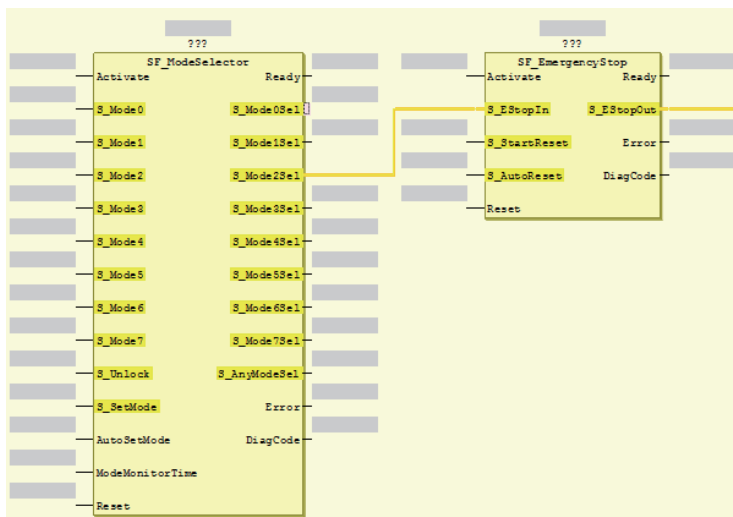 ???
SF_ModeSelector
Activate Ready
S_Mode0 S_Mode0Sel
S_Mode1 S_Mode1Sel
S_Mode2 S_Mode2Sel
S_Mode3 S_Mode3Sel
S_Mode4 S_Mode4Sel
S_Mode5 S_Mode5Sel
S_Mode6 S_Mode6Sel
S_Mode7 S_Mode7Sel
S_Unlock S_AnyModeSel
S_SetMode Error
AutoSetMode DiagCode
ModeMonitorTime
Reset
???
SF_EmergencyStop
Activate Ready
S_EStopIn S_EStopOut
S_StartReset Error
S_AutoReset DiagCode
Reset